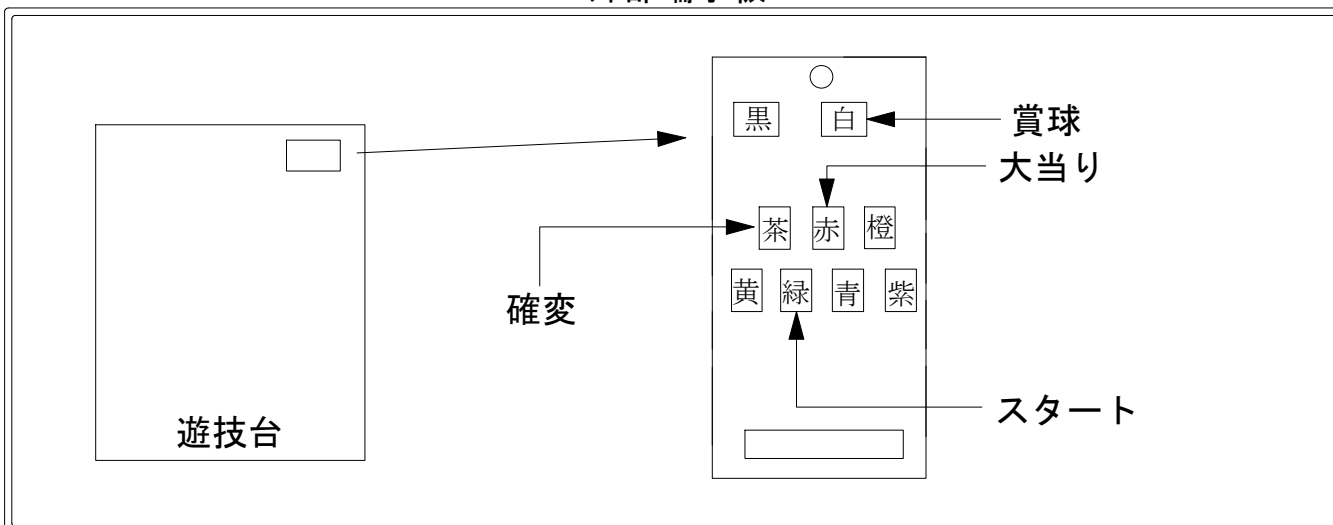 黒 白 賞球
大当り
茶 赤 橙
黄 緑 青 紫
確変
スタート
遊技台